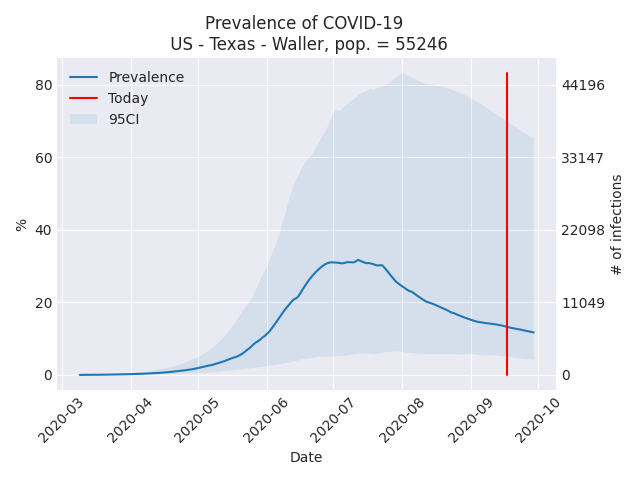 Prevalence of COVID-19
US - Texas - Waller, pop. = 55246
Prevalence
Today
95CI
80
60
40
20
0
%
44196
33147
22098
11049
0
# of infections
2020-03
2020-04
2020-05
2020-06
2020-07
2020-08
2020-09
2020-10
Date